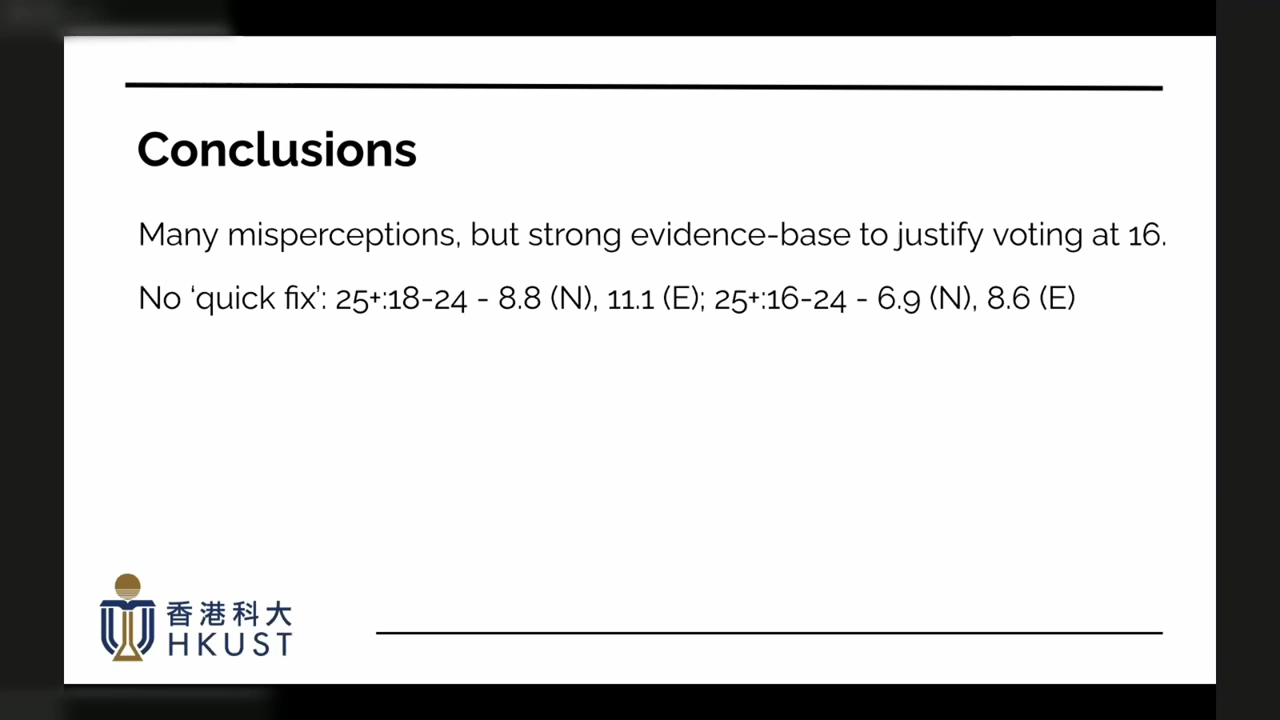 Conclusions
Many misperceptions, but strong evidence-base to justify voting at 16.
No ‘quick fix’: 25+:18-24 - 8.8 (N), 11.1 (E); 25+:16-24 - 6.9 (N), 8.6 (E)
香港科大
HKUST